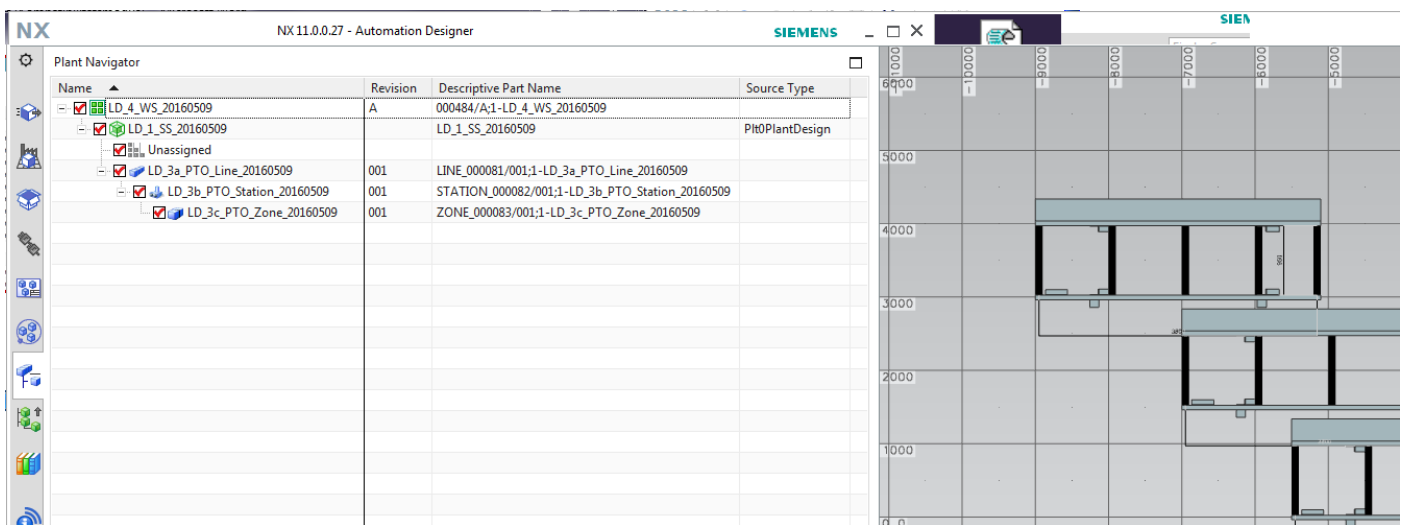 NX
NX 11.0.0.27 - Automation Designer
SIEMENS
SIEN
Plant Navigator
Name Revision Descriptive Part Name Source Type
LD_4_WS_20160509 A 000484/A;1-LD_4_WS_20160509
LD_1_SS_20160509 LD_1_SS_20160509 Plt0PlantDesign
Unassigned
LD_3a_PTO_Line_20160509 001 LINE_000081/001;1-LD_3a_PTO_Line_20160509
LD_3b_PTO_Station_20160509 001 STATION_000082/001;1-LD_3b_PTO_Station_20160509
LD_3c_PTO_Zone_20160509 001 ZONE_000083/001;1-LD_3c_PTO_Zone_20160509
-10000 -9000 -8000 -7000 -6000 -5000
5000
4000
3000
2000
1000